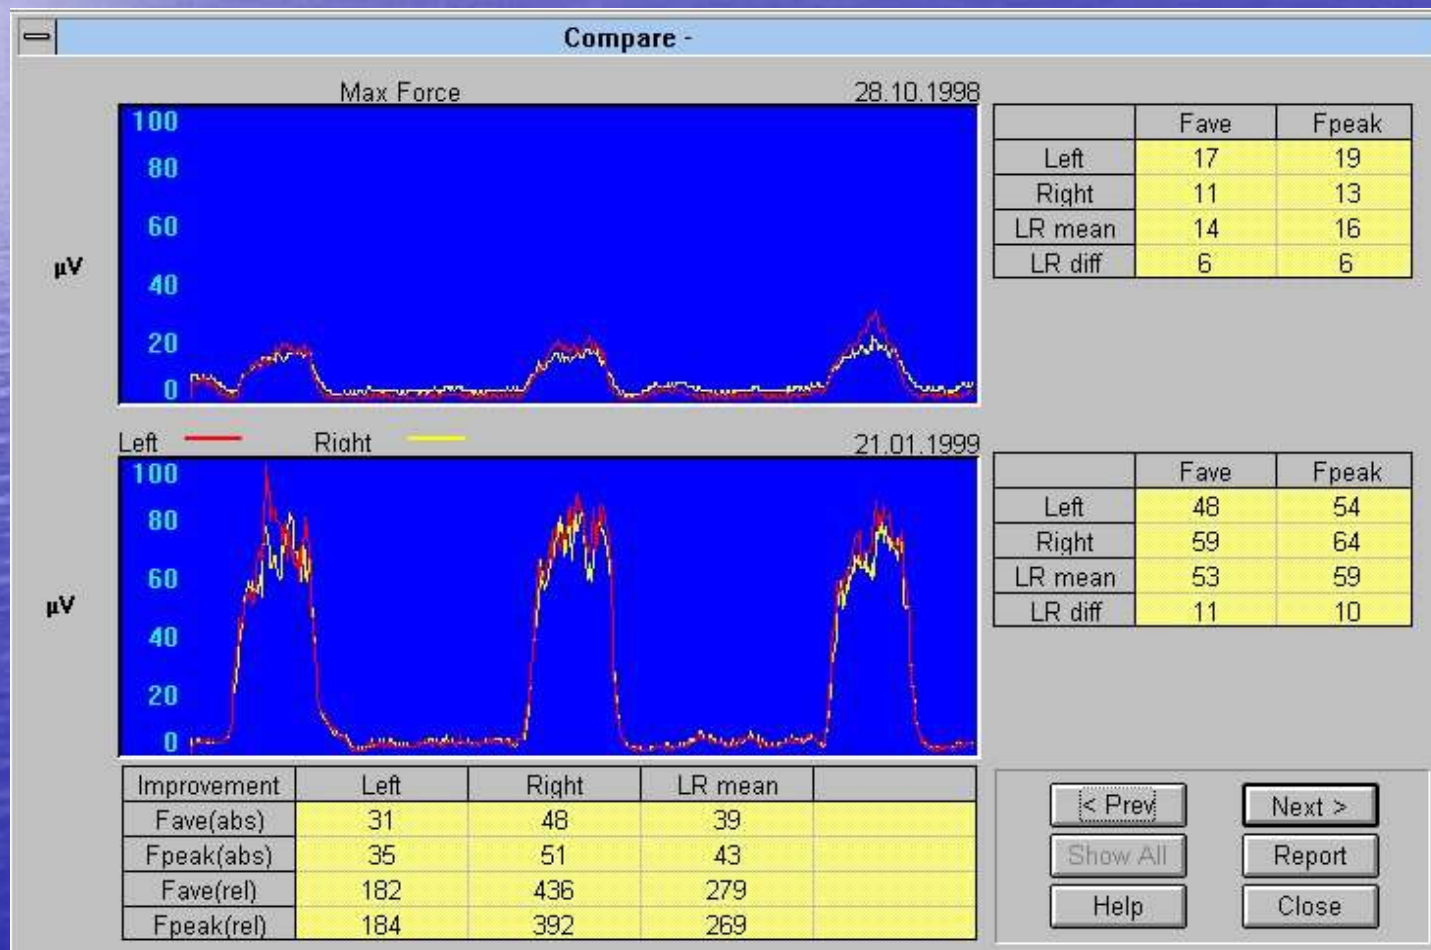 Compare -
Max Force 28.10.1998
100
80
60
µV
40
20
0
Fave Fpeak
Left 17 19
Right 11 13
LR mean 14 16
LR diff 6 6
Left Right 21.01.1999
100
80
60
µV
40
20
0
Fave Fpeak
Left 48 54
Right 59 64
LR mean 53 59
LR diff 11 10
Improvement Left Right LR mean
Fave(abs) 31 48 39
Fpeak(abs) 35 51 43
Fave(rel) 182 436 279
Fpeak(rel) 184 392 269
< Prev Next >
Show All Report
Help Close